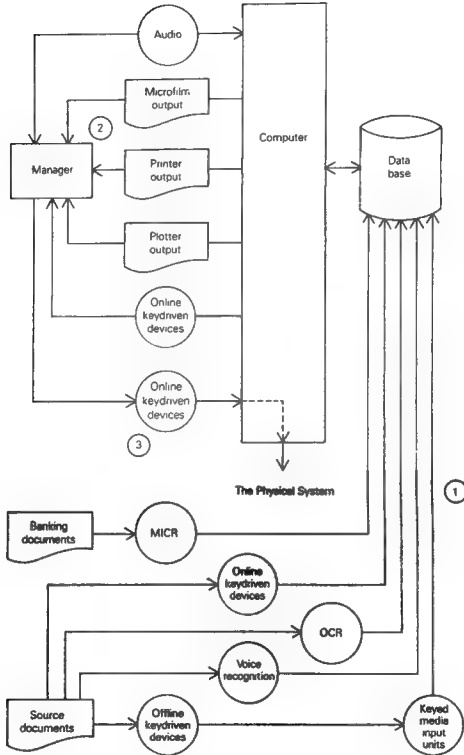 Audio
Microfilm
output
2
Computer
Manager
Printer
output
Data
base
Plotter
output
Online
keydriven
devices
Online
keydriven
devices
3
The Physical System
1
Banking
documents
MICR
Online
keydriven
devices
OCR
Voice
recognition
Source
documents
Offline
keydriven
devices
Keyed
media
input
units